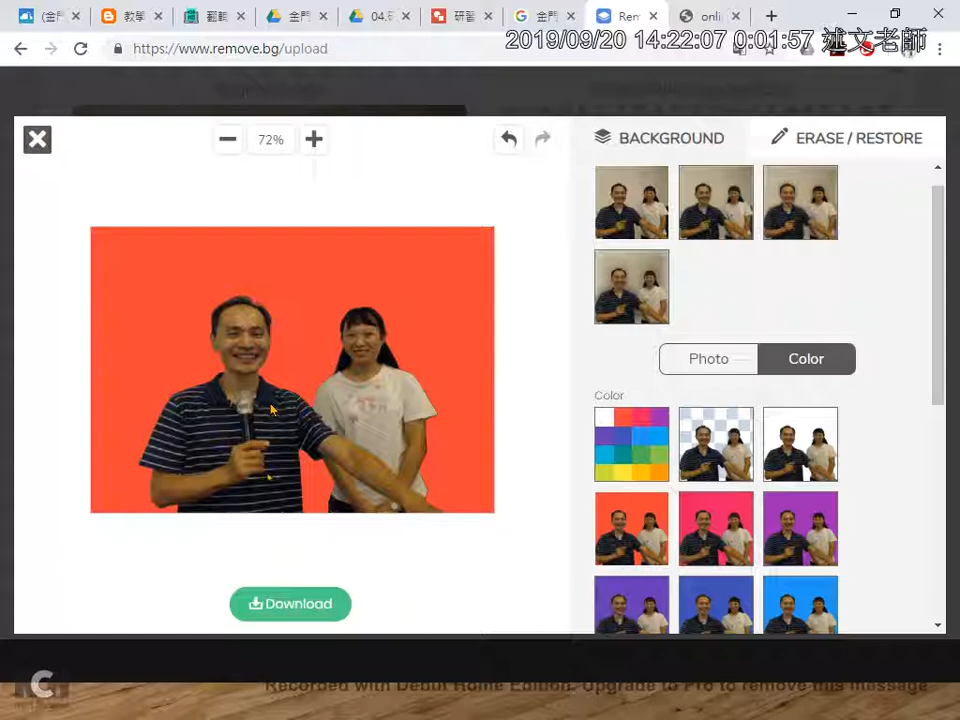 (金門
教學
翻轉
金門
04.研
研習
金門
Rem
onli
https://www.remove.bg/upload
2019/09/20 14:22:07 0:01:57 述文老師
72%
BACKGROUND
ERASE / RESTORE
Photo
Color
Color
Download
Recorded with Debut Home Edition. Upgrade to Pro to remove this message